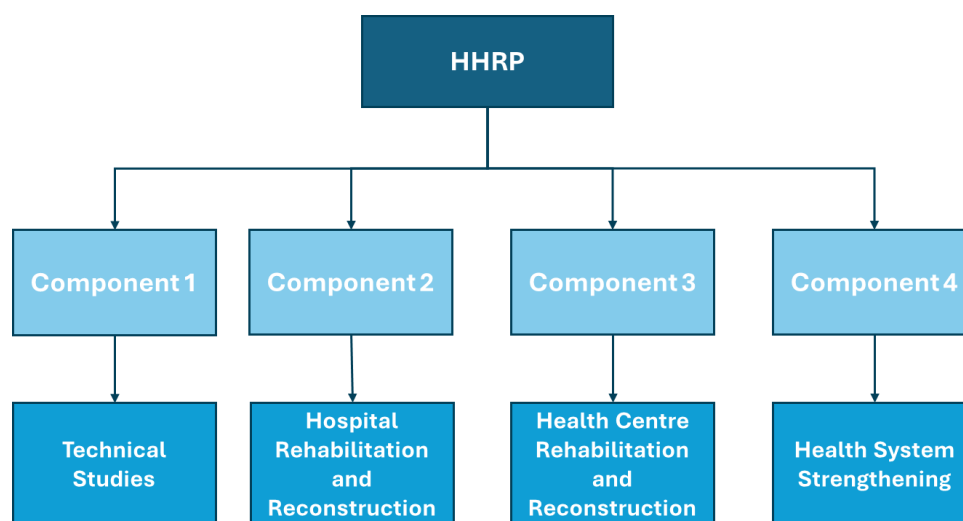 HHRP
Component 1
Component 2
Component 3
Component 4
Technical
Studies
Hospital
Rehabilitation
and
Reconstruction
Health Centre
Rehabilitation
and
Reconstruction
Health System
Strengthening